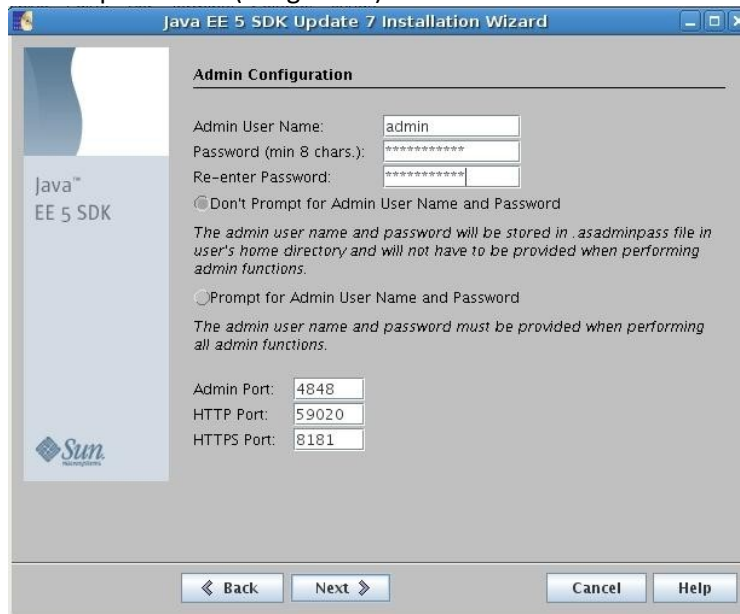 Java EE 5 SDK Update 7 Installation Wizard
Admin Configuration
Admin User Name: admin
Password (min 8 chars.): ***********
Re-enter Password: ***********
Java™
EE 5 SDK
Don't Prompt for Admin User Name and Password
The admin user name and password will be stored in .asadminpass file in
user's home directory and will not have to be provided when performing
admin functions.
Prompt for Admin User Name and Password
The admin user name and password must be provided when performing
all admin functions.
Admin Port: 4848
HTTP Port: 59020
HTTPS Port: 8181
Sun
Back Next Cancel Help